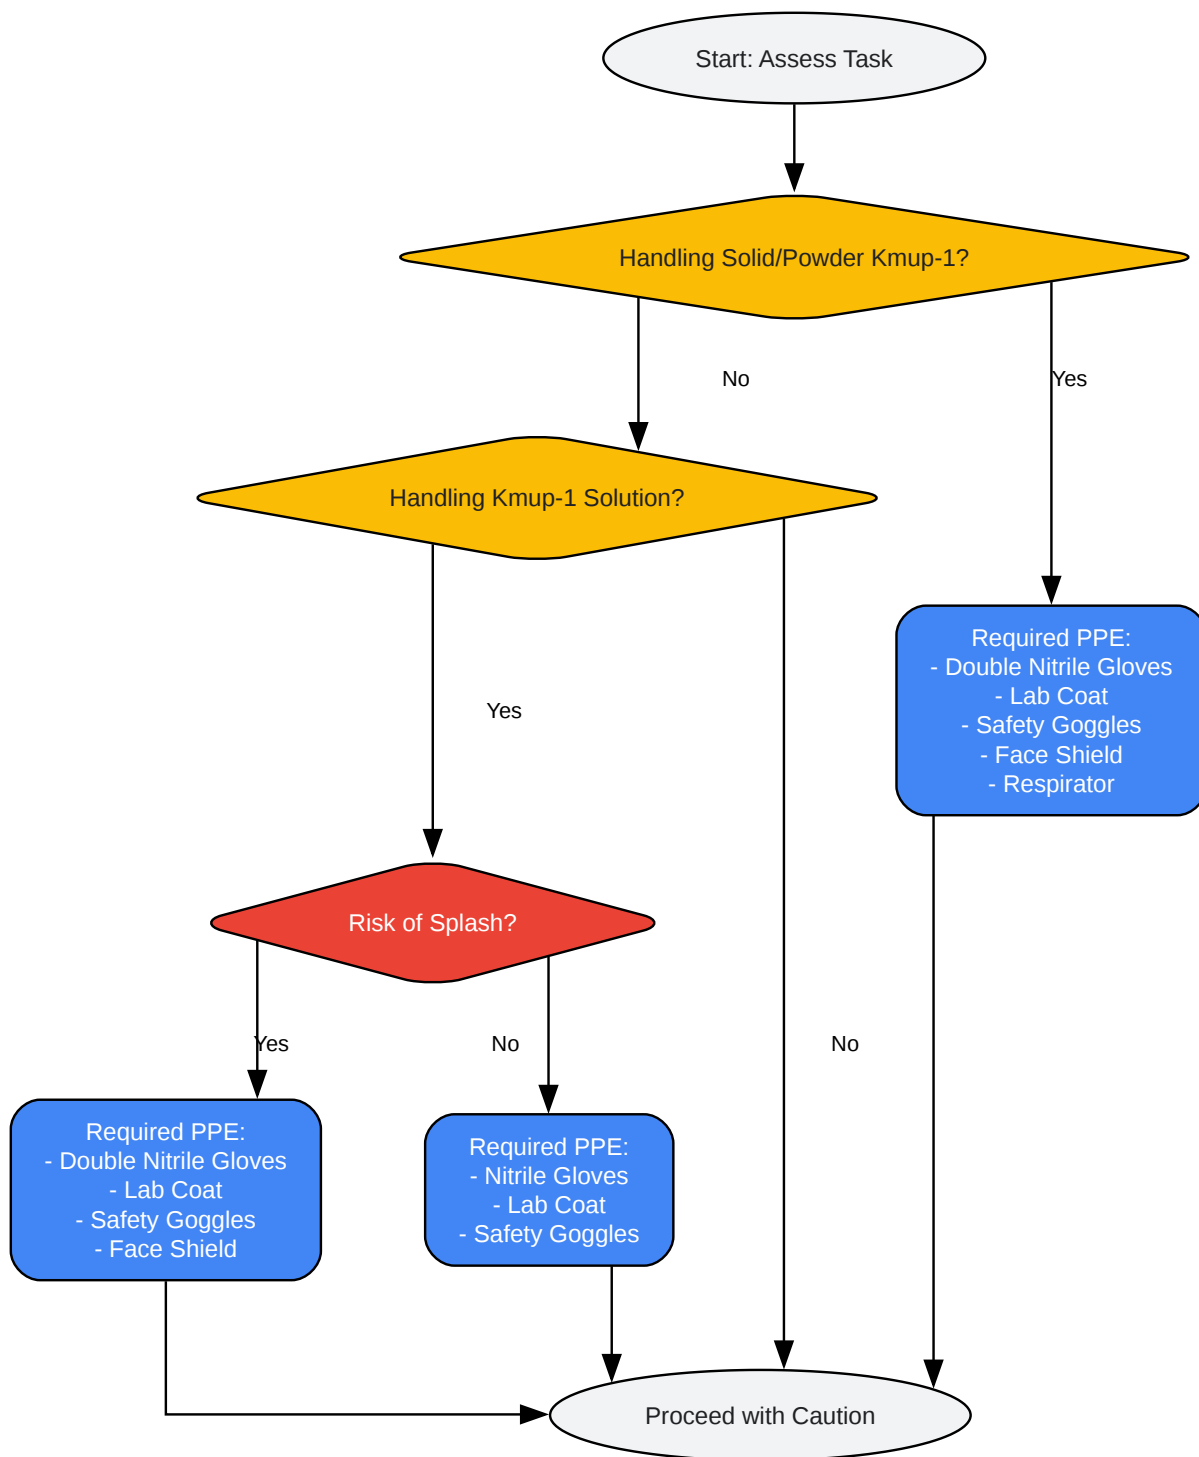 Start: Assess Task
Handling Solid/Powder Kmup-1?
No
Yes
Handling Kmup-1 Solution?
Required PPE:
- Double Nitrile Gloves
- Lab Coat
- Safety Goggles
- Face Shield
- Respirator
Yes
Risk of Splash?
Yes
No
No
Required PPE:
- Double Nitrile Gloves
- Lab Coat
- Safety Goggles
- Face Shield
Required PPE:
- Nitrile Gloves
- Lab Coat
- Safety Goggles
Proceed with Caution